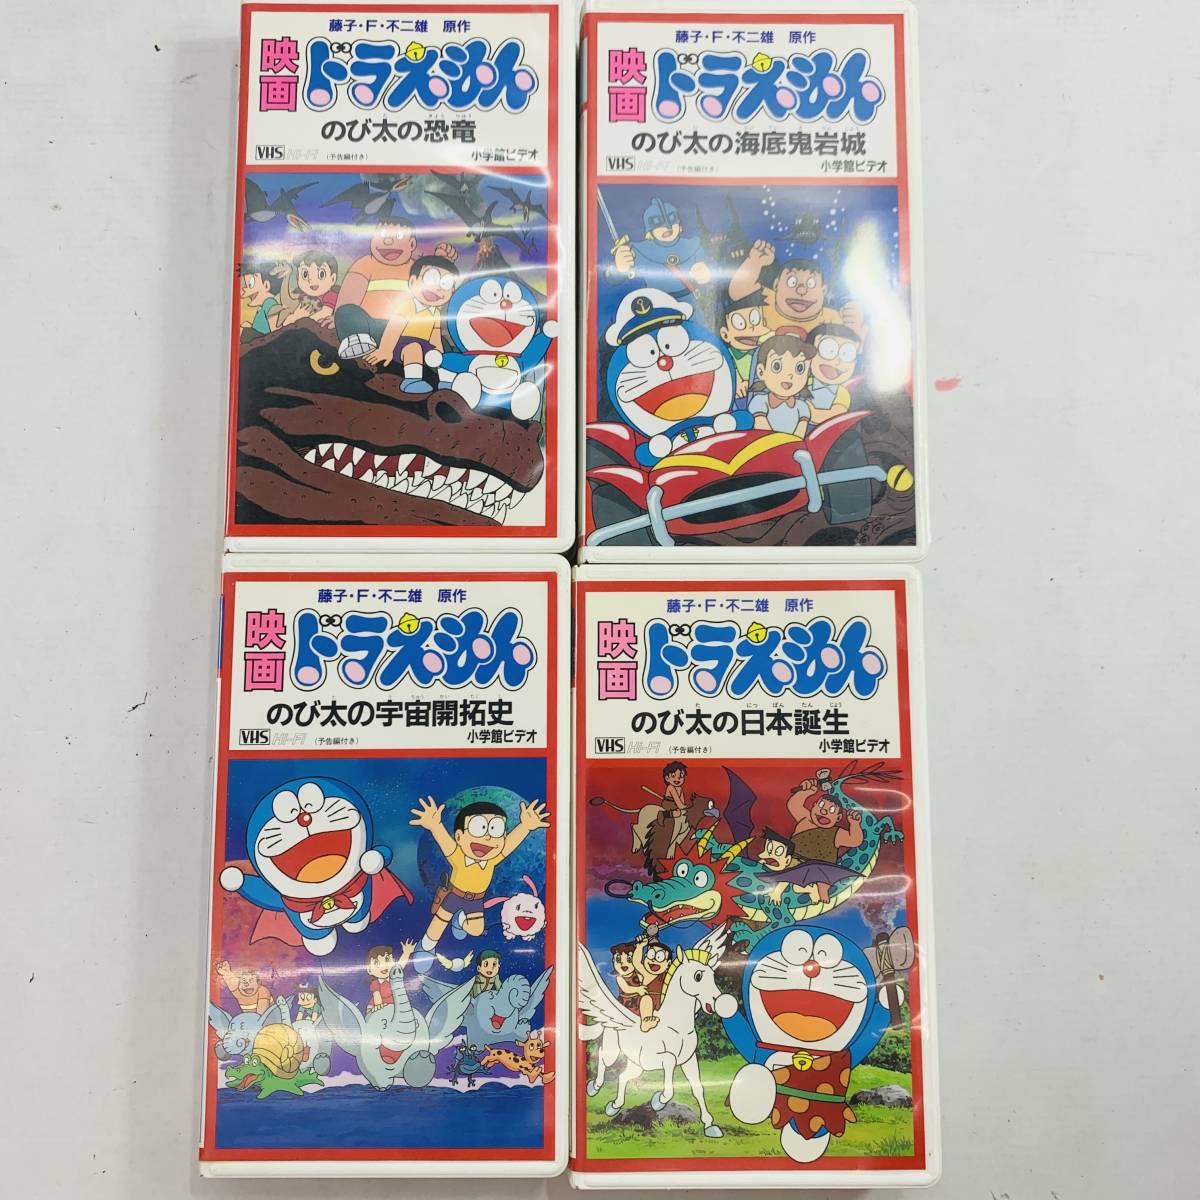 藤子・F・不二雄 原作
映画
ドラえもん
のび太の恐竜
VHS Hi-Fi (予告編付き) 小学館ビデオ
藤子・F・不二雄 原作
映画
ドラえもん
のび太の海底鬼岩城
VHS Hi-Fi (予告編付き) 小学館ビデオ
藤子・F・不二雄 原作
映画
ドラえもん
のび太の宇宙開拓史
VHS Hi-Fi (予告編付き) 小学館ビデオ
藤子・F・不二雄 原作
映画
ドラえもん
のび太の日本誕生
VHS Hi-Fi (予告編付き) 小学館ビデオ